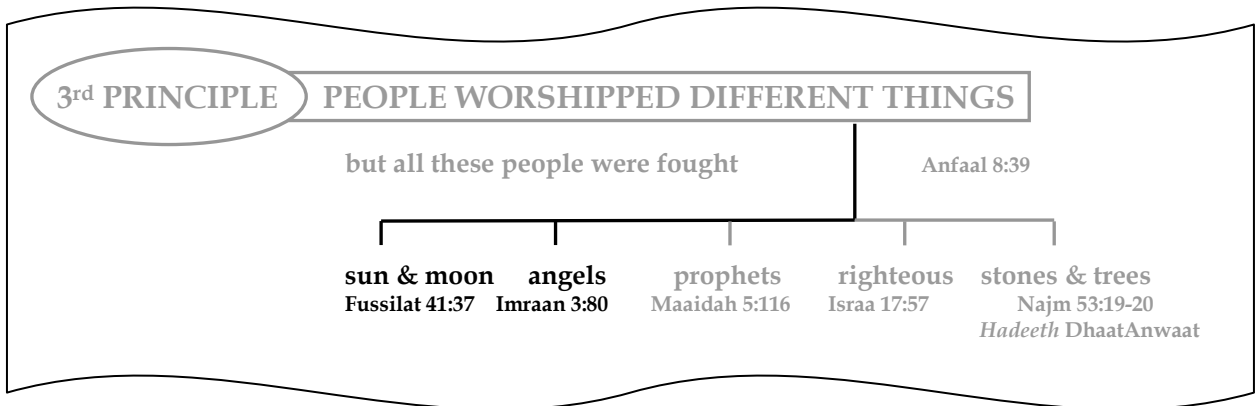 3rd PRINCIPLE PEOPLE WORSHIPPED DIFFERENT THINGS
but all these people were fought Anfaal 8:39
sun & moon angels prophets righteous stones & trees
Fussilat 41:37 Imraan 3:80 Maaidah 5:116 Israa 17:57 Najm 53:19-20
Hadeeth DhaatAnwaat